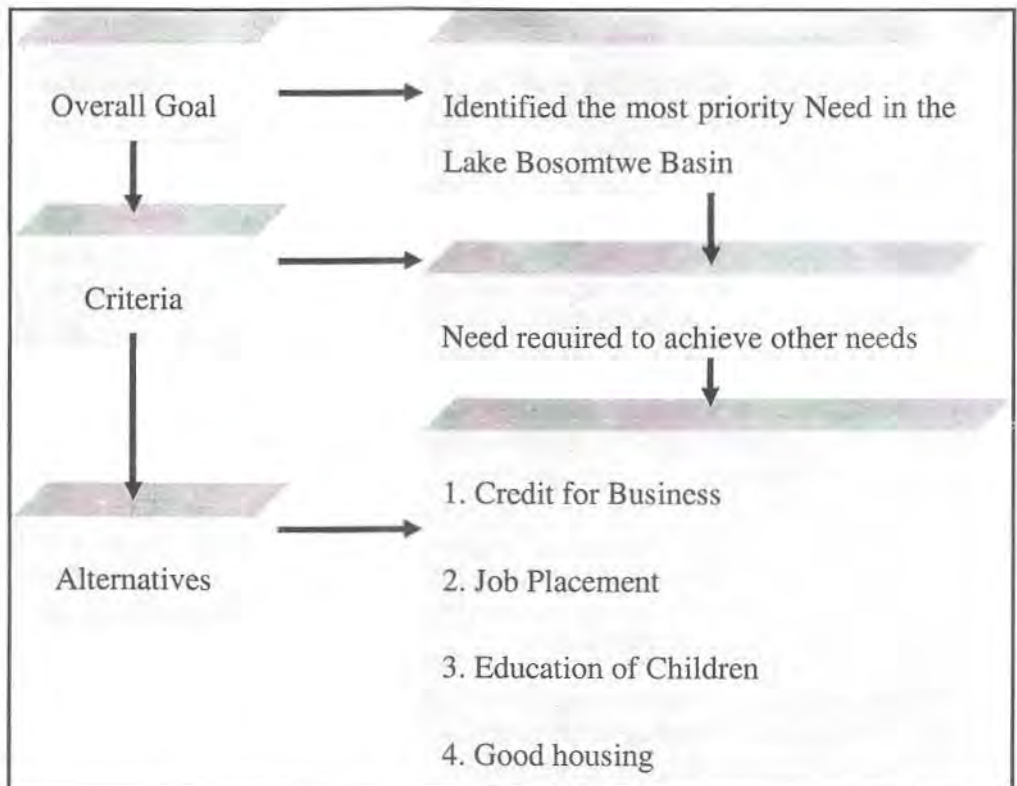 Overall Goal
Identified the most priority Need in the
Lake Bosomtwe Basin
Criteria
Need required to achieve other needs
Alternatives
1. Credit for Business
2. Job Placement
3. Education of Children
4. Good housing